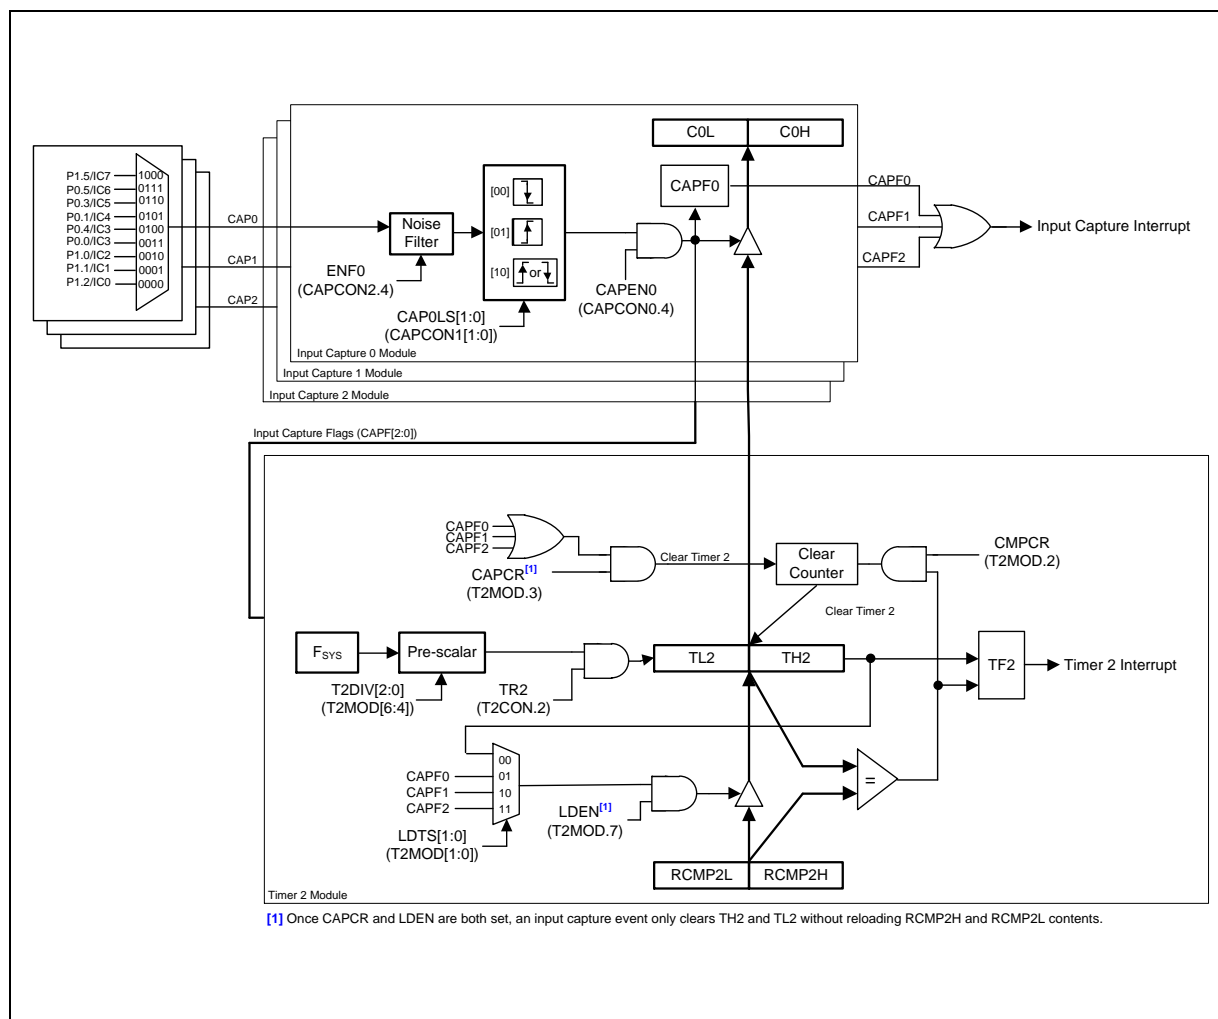 C0L
C0H
P1.5/IC7
1000
P0.5/IC6
0111
P0.3/IC5
0110
P0.1/IC4
0101
P0.4/IC3
0100
P0.0/IC3
0011
P1.0/IC2
0010
P1.1/IC1
0001
P1.2/IC0
0000
CAP0
CAP1
CAP2
Noise
Filter
ENF0
(CAPCON2.4)
[00]
[01]
[10]
or
CAP0LS[1:0]
(CAPCON1[1:0])
CAPEN0
(CAPCON0.4)
CAPF0
CAPF0
CAPF1
CAPF2
Input Capture Interrupt
Input Capture 0 Module
Input Capture 1 Module
Input Capture 2 Module
Input Capture Flags (CAPF[2:0])
CAPF0
CAPF1
CAPF2
CAPCR[1]
(T2MOD.3)
Clear Timer 2
Clear
Counter
CMPCR
(T2MOD.2)
Clear Timer 2
FSYS
Pre-scalar
T2DIV[2:0]
(T2MOD[6:4])
TR2
(T2CON.2)
TL2
TH2
TF2
Timer 2 Interrupt
00
CAPF0
01
CAPF1
10
CAPF2
11
LDTS[1:0]
(T2MOD[1:0])
LDEN[1]
(T2MOD.7)
=
RCMP2L
RCMP2H
Timer 2 Module
[1] Once CAPCR and LDEN are both set, an input capture event only clears TH2 and TL2 without reloading RCMP2H and RCMP2L contents.